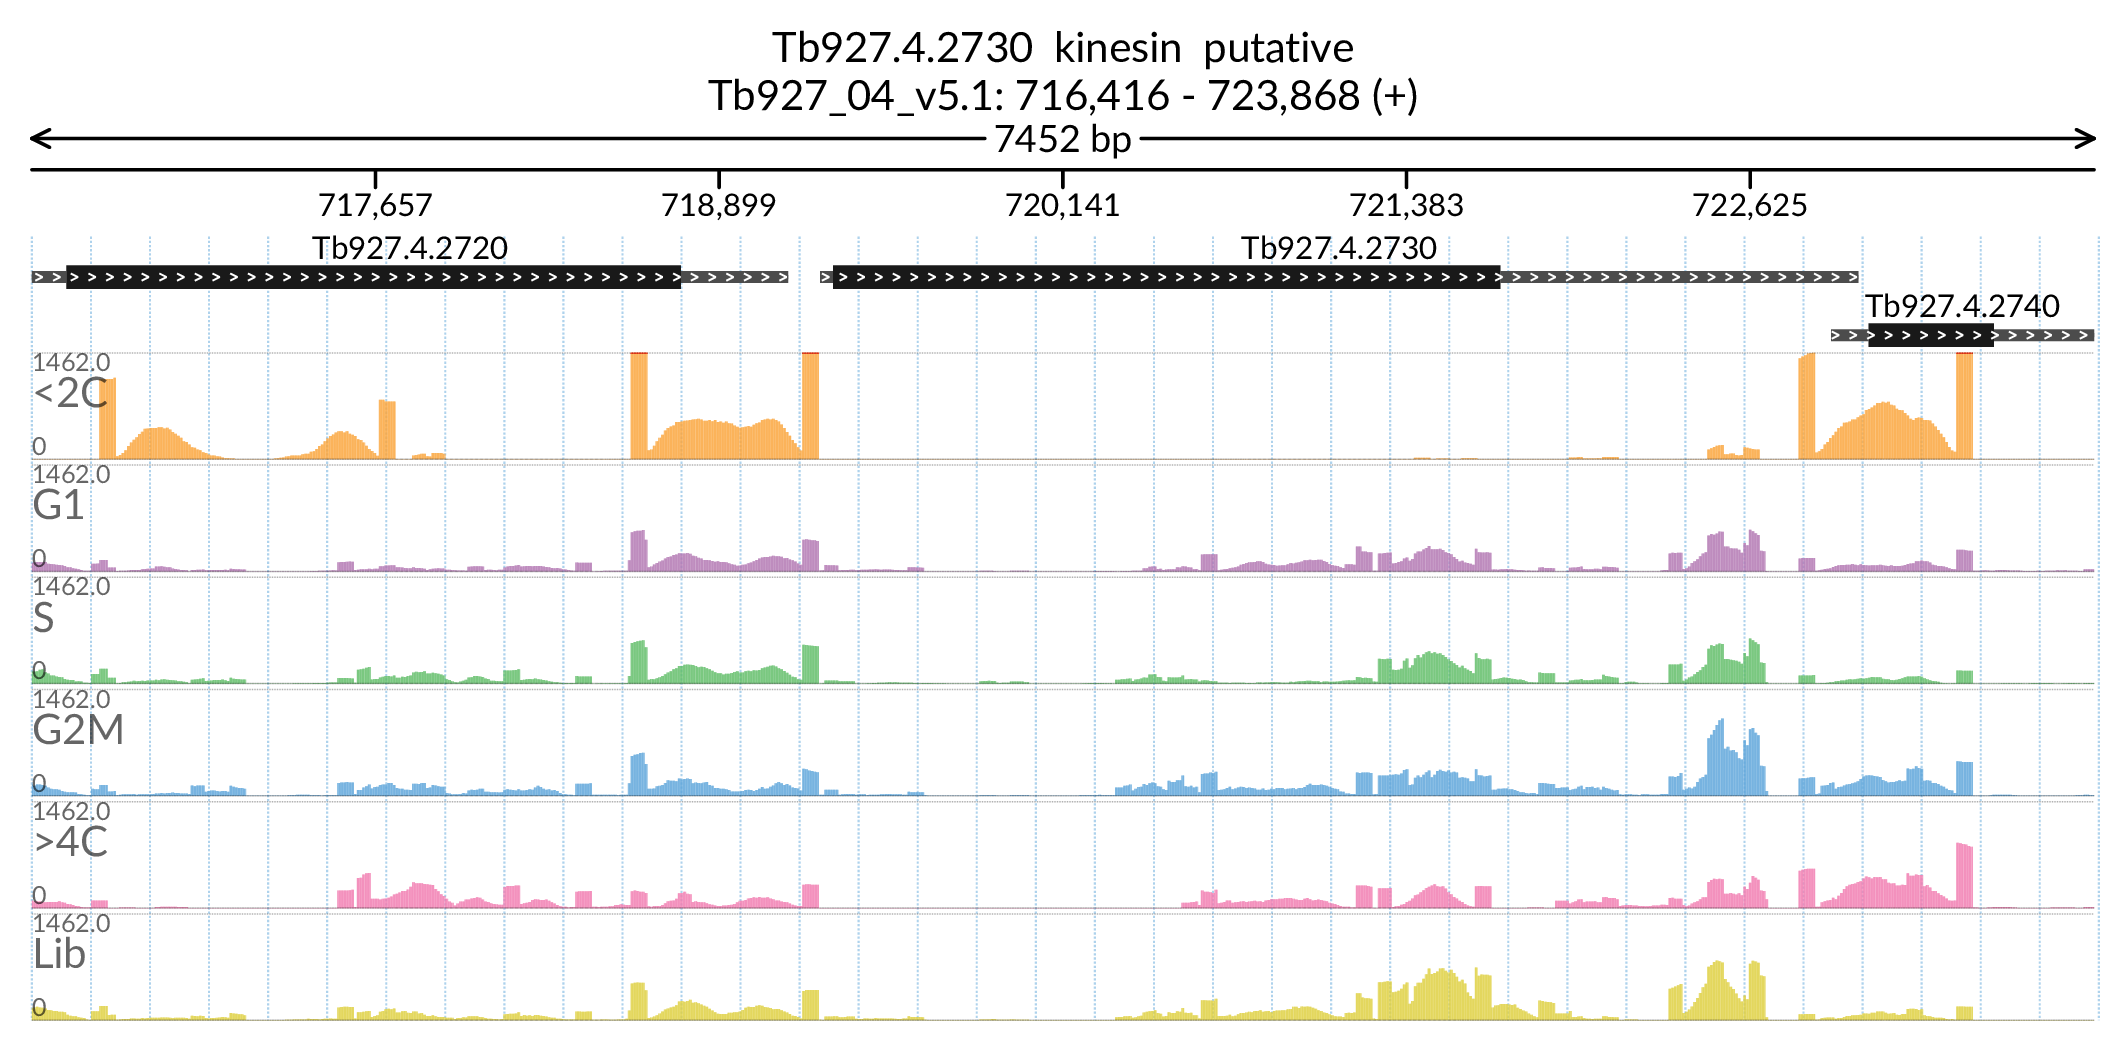 Tb927.4.2730 kinesin putative
Tb927_04_v5.1: 716,416 - 723,868 (+)
7452 bp
717,657 718,899 720,141 721,383 722,625
Tb927.4.2720 Tb927.4.2730
Tb927.4.2740
1462.0
<2C
0
1462.0
G1
0
1462.0
S
0
1462.0
G2M
0
1462.0
>4C
0
1462.0
Lib
0